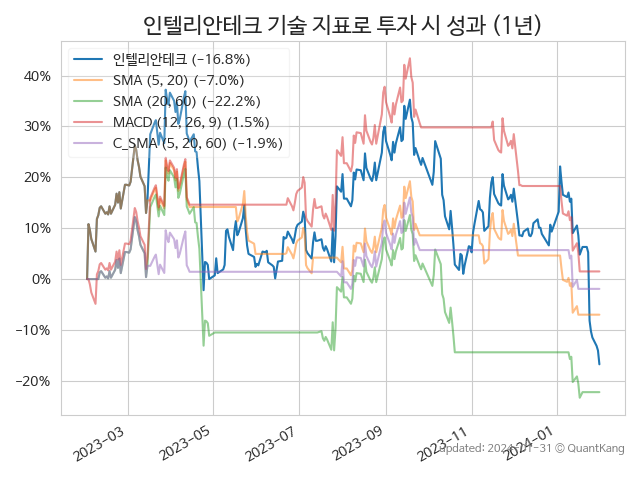 인텔리안테크 기술 지표로 투자 시 성과 (1년)
인텔리안테크 (−16.8%)
SMA (5, 20) (−7.0%)
SMA (20, 60) (−22.2%)
MACD (12, 26, 9) (1.5%)
C_SMA (5, 20, 60) (−1.9%)
40%
30%
20%
10%
0%
−10%
−20%
2023-03
2023-05
2023-07
2023-09
2023-11
2024-01
updated: 2024-01-31 © QuantKang